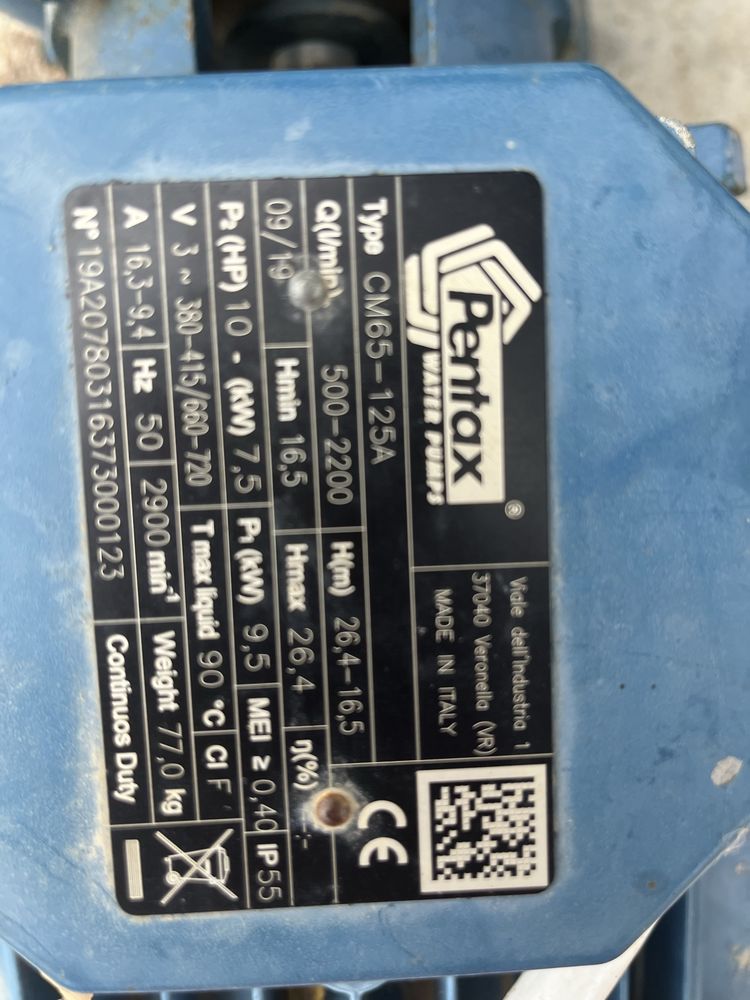 Pentax ®
WATER PUMPS
Viale dell'Industria 1
37040 Veronella (VR)
MADE IN ITALY
Type CM65-125A
Q(l/min) 500-2200 H(m) 26,4-16,5
09/19 Hmin 16,5 Hmax 26,4 η(%)
P₂ (HP) 10 - (kW) 7,5 P₁ (kW) 9,5 MEI ≥ 0,40 IP 55
V 3 ~ 380-415/660-720 T max liquid 90 °C Cl F
A 16,3-9,4 Hz 50 2900 min⁻¹ Weight 77,0 kg
N° 19A20780316373000123 Continuos Duty
CE